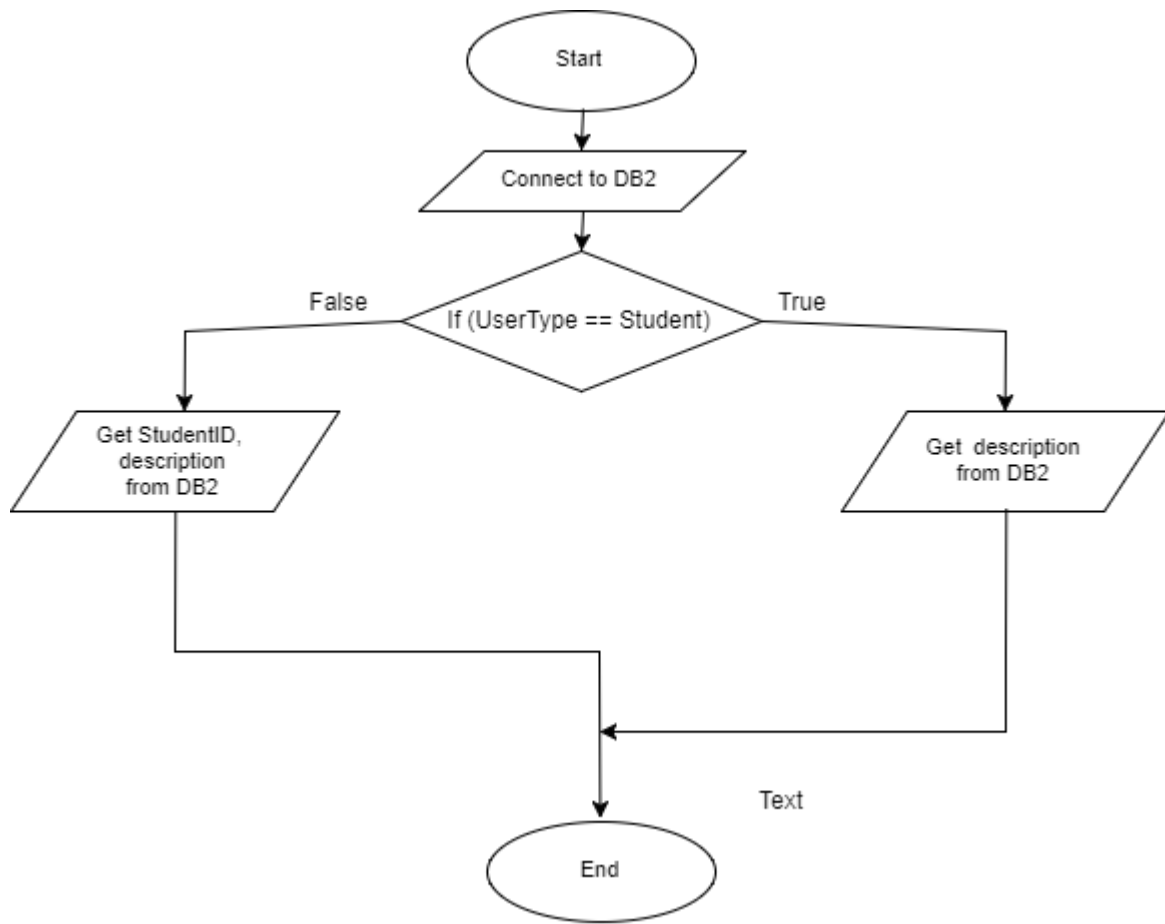 Start
Connect to DB2
False
If (UserType == Student)
True
Get StudentID,
description
from DB2
Get description
from DB2
Text
End